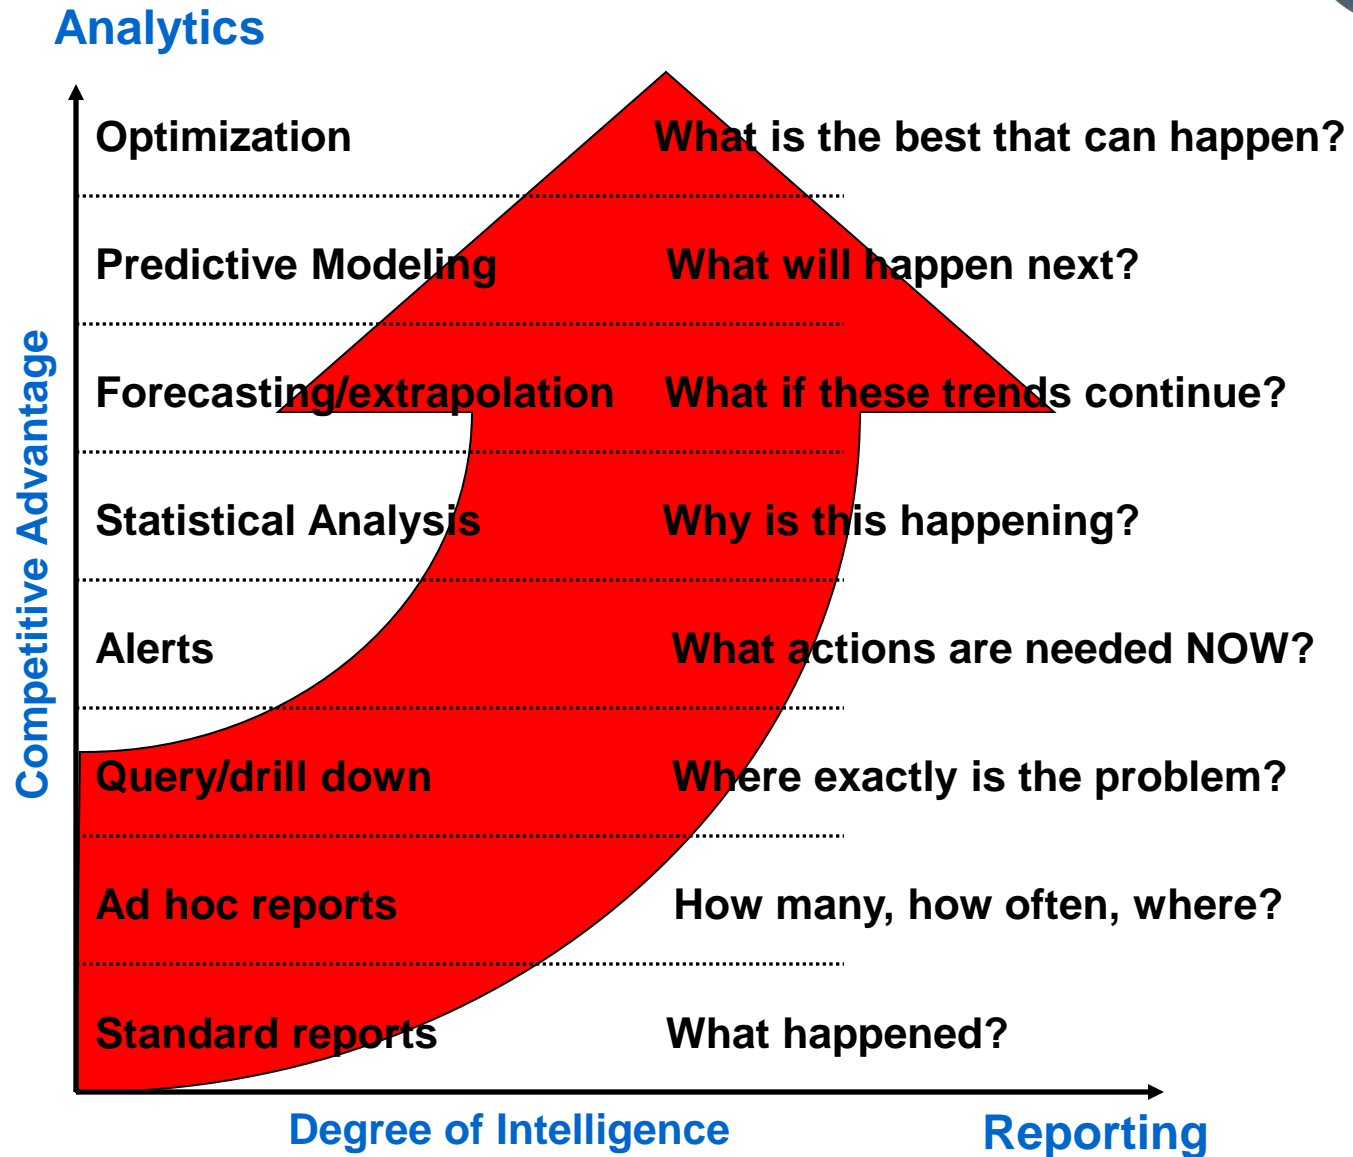 Analytics
Optimization What is the best that can happen?
Predictive Modeling What will happen next?
Forecasting/extrapolation What if these trends continue?
Statistical Analysis Why is this happening?
Alerts What actions are needed NOW?
Query/drill down Where exactly is the problem?
Ad hoc reports How many, how often, where?
Standard reports What happened?
Competitive Advantage
Degree of Intelligence Reporting